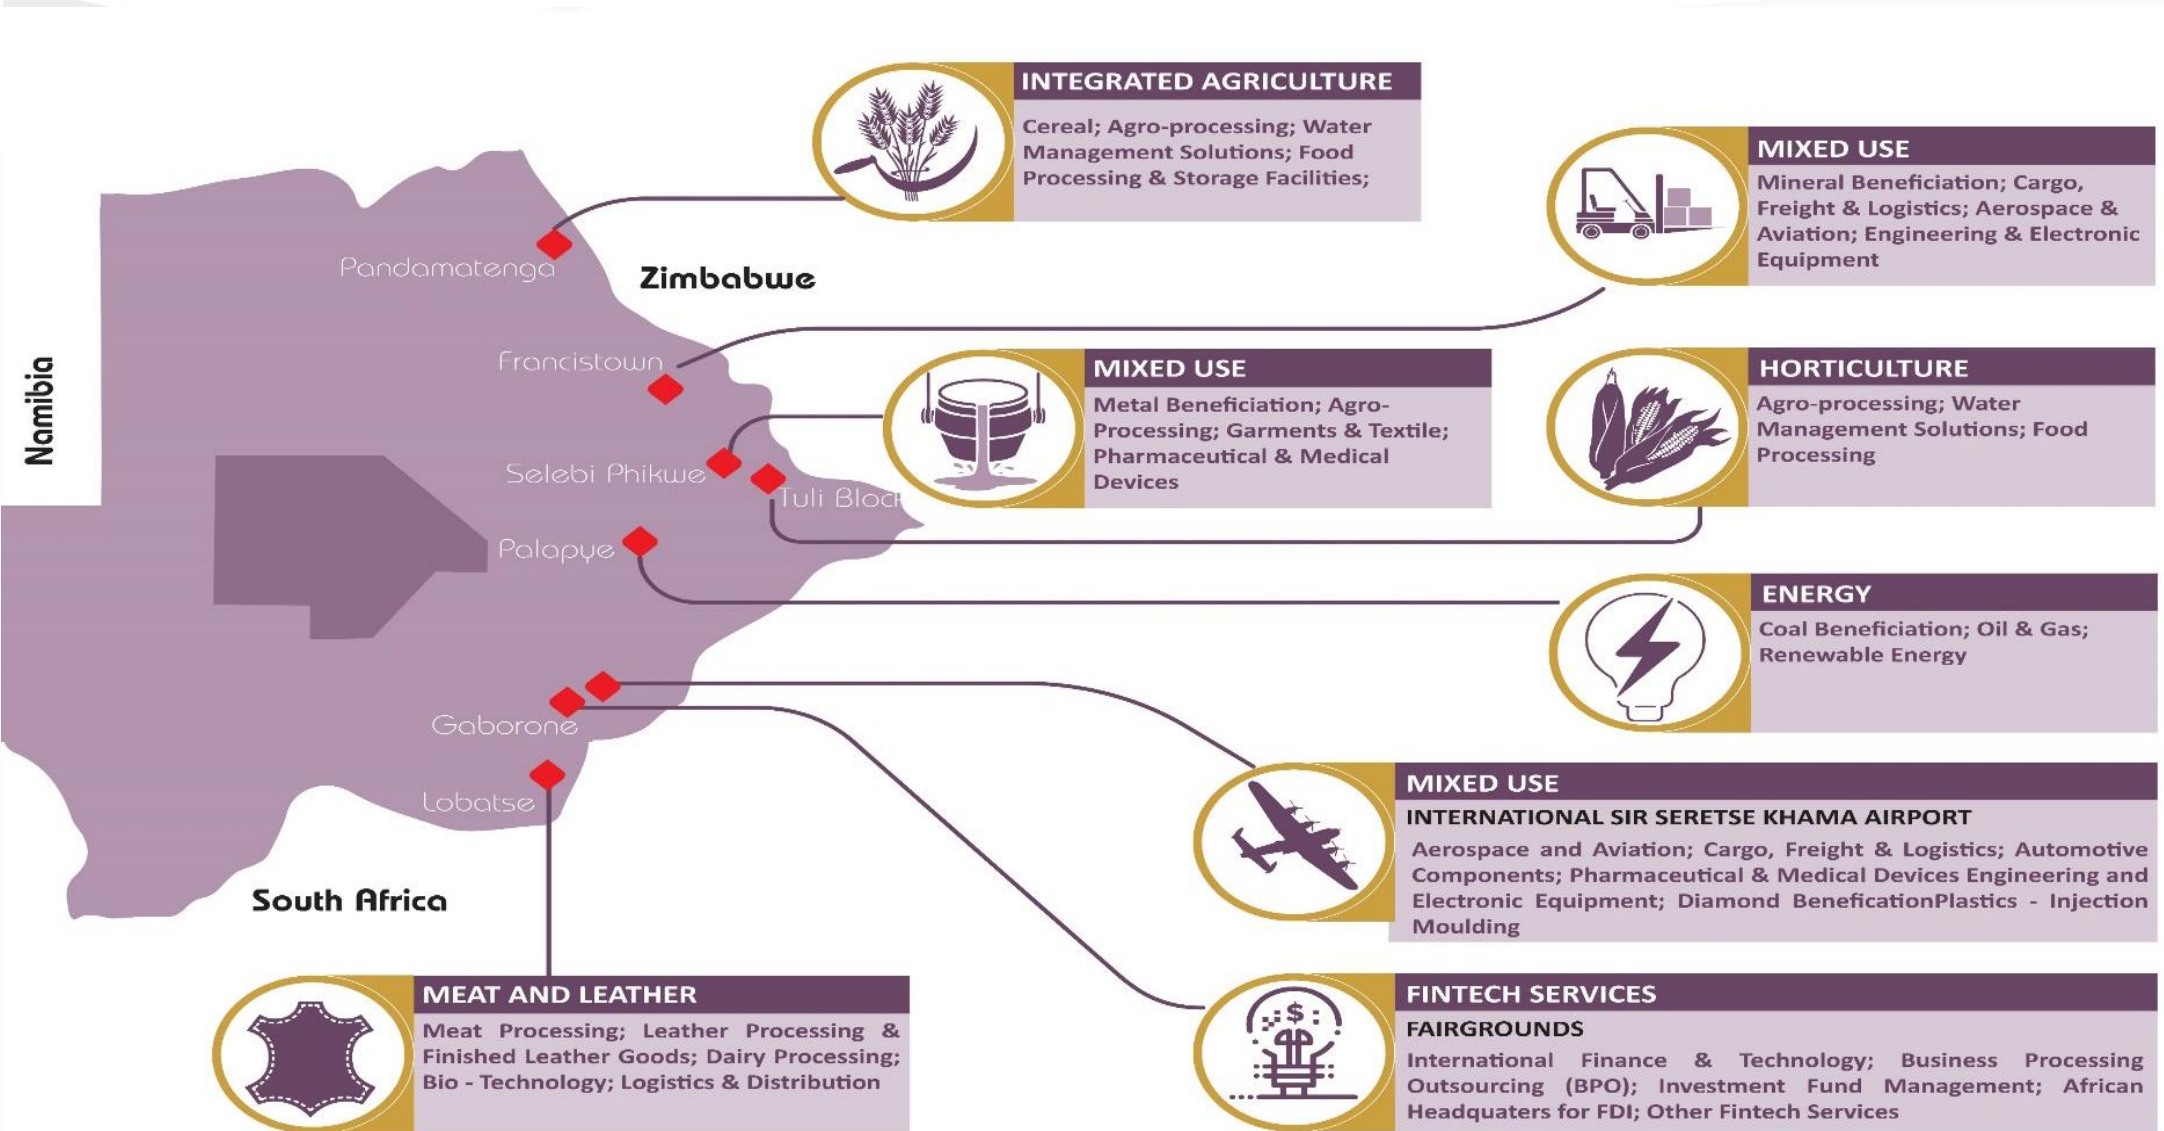 INTEGRATED AGRICULTURE
Cereal; Agro-processing; Water
Management Solutions; Food
Processing & Storage Facilities;
MIXED USE
Mineral Beneficiation; Cargo,
Freight & Logistics; Aerospace &
Aviation; Engineering & Electronic
Equipment
Pandamatenga
Zimbabwe
Namibia
Francistown
MIXED USE
Metal Beneficiation; Agro-
Processing; Garments & Textile;
Pharmaceutical & Medical
Devices
HORTICULTURE
Agro-processing; Water
Management Solutions; Food
Processing
Selebi Phikwe
Tuli Block
Palapye
ENERGY
Coal Beneficiation; Oil & Gas;
Renewable Energy
Gaborone
Lobatse
South Africa
MIXED USE
INTERNATIONAL SIR SERETSE KHAMA AIRPORT
Aerospace and Aviation; Cargo, Freight & Logistics; Automotive
Components; Pharmaceutical & Medical Devices Engineering and
Electronic Equipment; Diamond BeneficationPlastics - Injection
Moulding
MEAT AND LEATHER
Meat Processing; Leather Processing &
Finished Leather Goods; Dairy Processing;
Bio - Technology; Logistics & Distribution
$
FINTECH SERVICES
FAIRGROUNDS
International Finance & Technology; Business Processing
Outsourcing (BPO); Investment Fund Management; African
Headquaters for FDI; Other Fintech Services